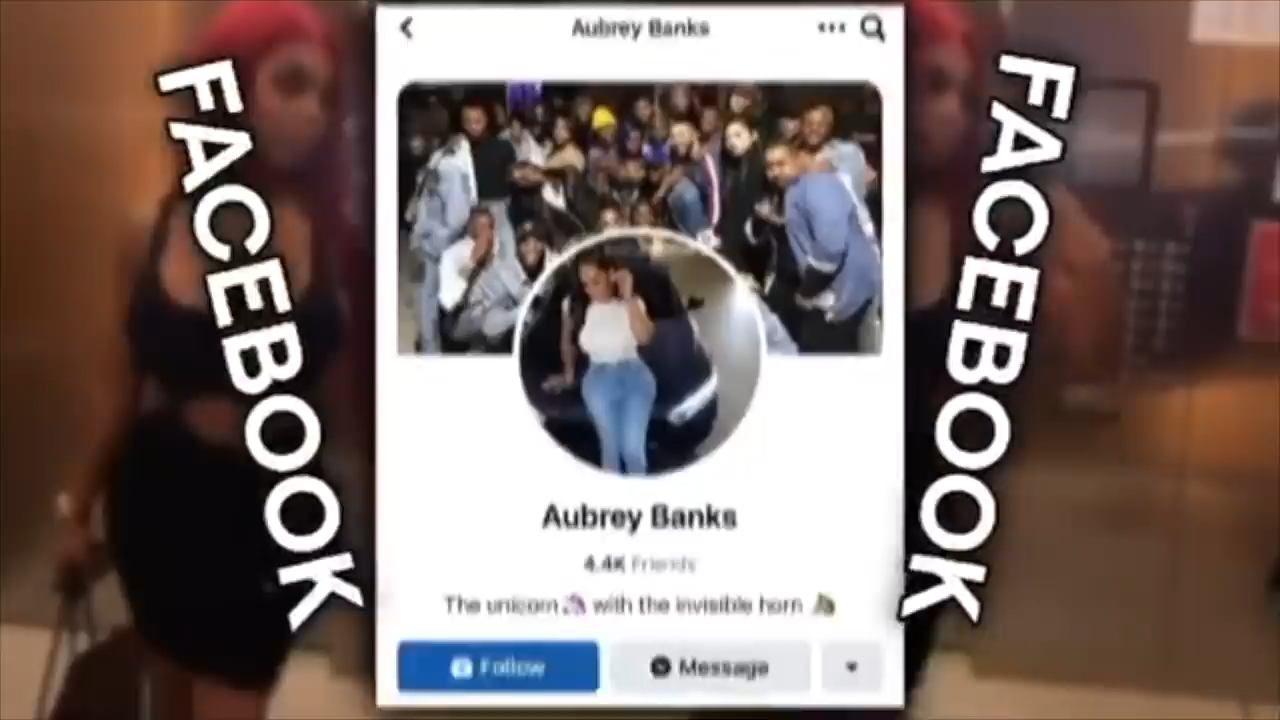 Aubrey Banks
FACEBOOK
FACEBOOK
Aubrey Banks
4.4K Friends
The unicorn🦄 with the invisible horn
Follow
Message